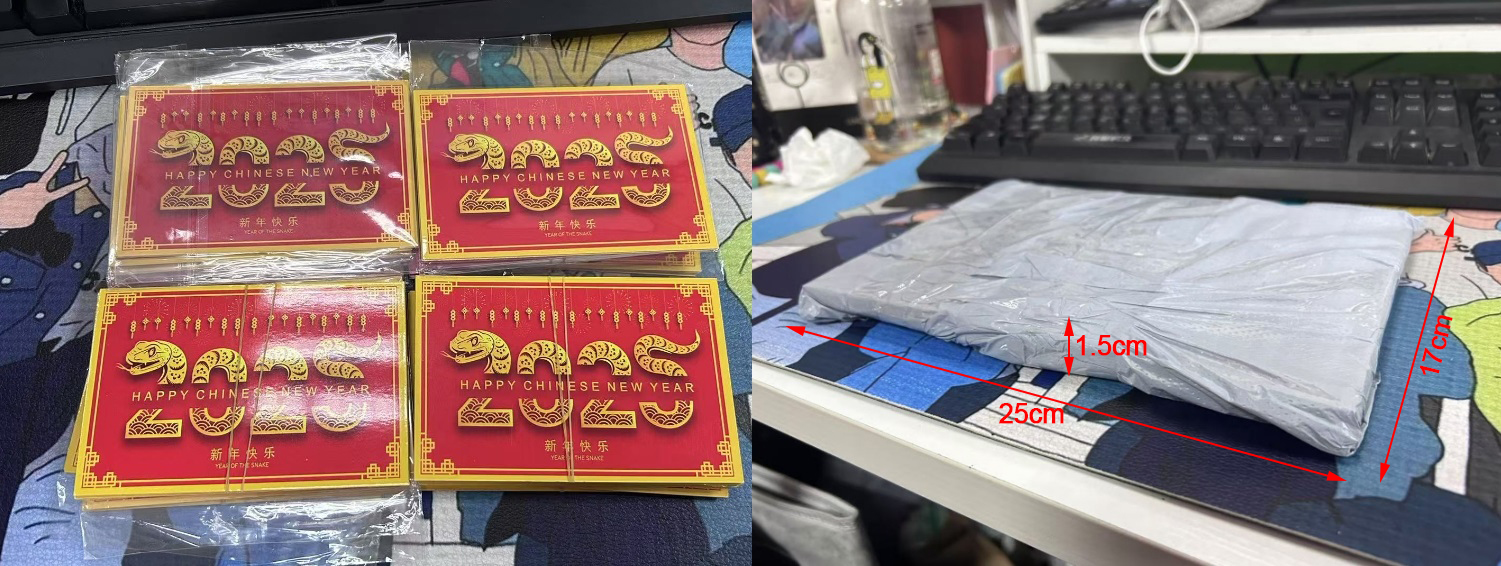 2025
HAPPY CHINESE NEW YEAR
新年快乐
YEAR OF THE SNAKE
2025
HAPPY CHINESE NEW YEAR
新年快乐
YEAR OF THE SNAKE
2025
HAPPY CHINESE NEW YEAR
新年快乐
YEAR OF THE SNAKE
2025
HAPPY CHINESE NEW YEAR
新年快乐
YEAR OF THE SNAKE
1.5cm
25cm
17cm